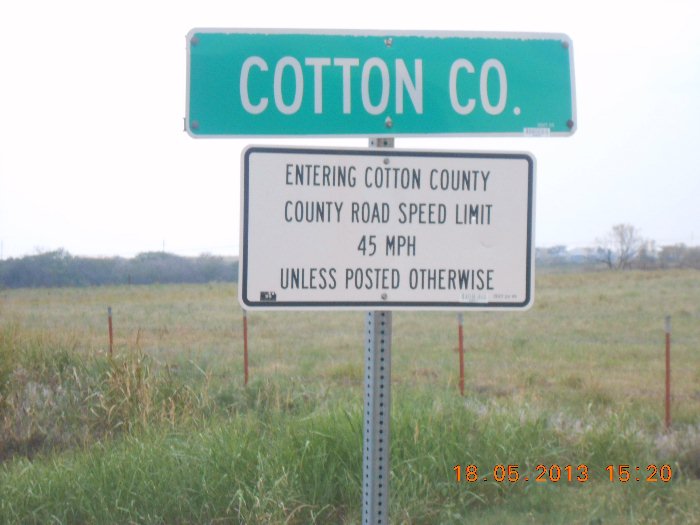 COTTON CO.
ENTERING COTTON COUNTY
COUNTY ROAD SPEED LIMIT
45 MPH
UNLESS POSTED OTHERWISE
18.05.2013 15:20